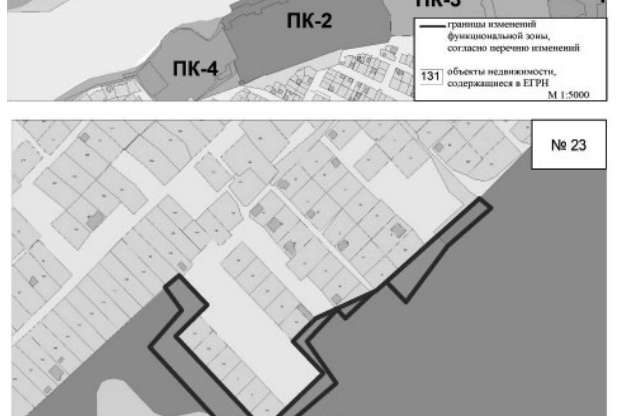 ПК-3
ПК-2
ПК-4
границы изменений
функциональной зоны,
согласно перечню изменений
131
объекты недвижимости,
содержащиеся в ЕГРН
М 1:5000
№ 23